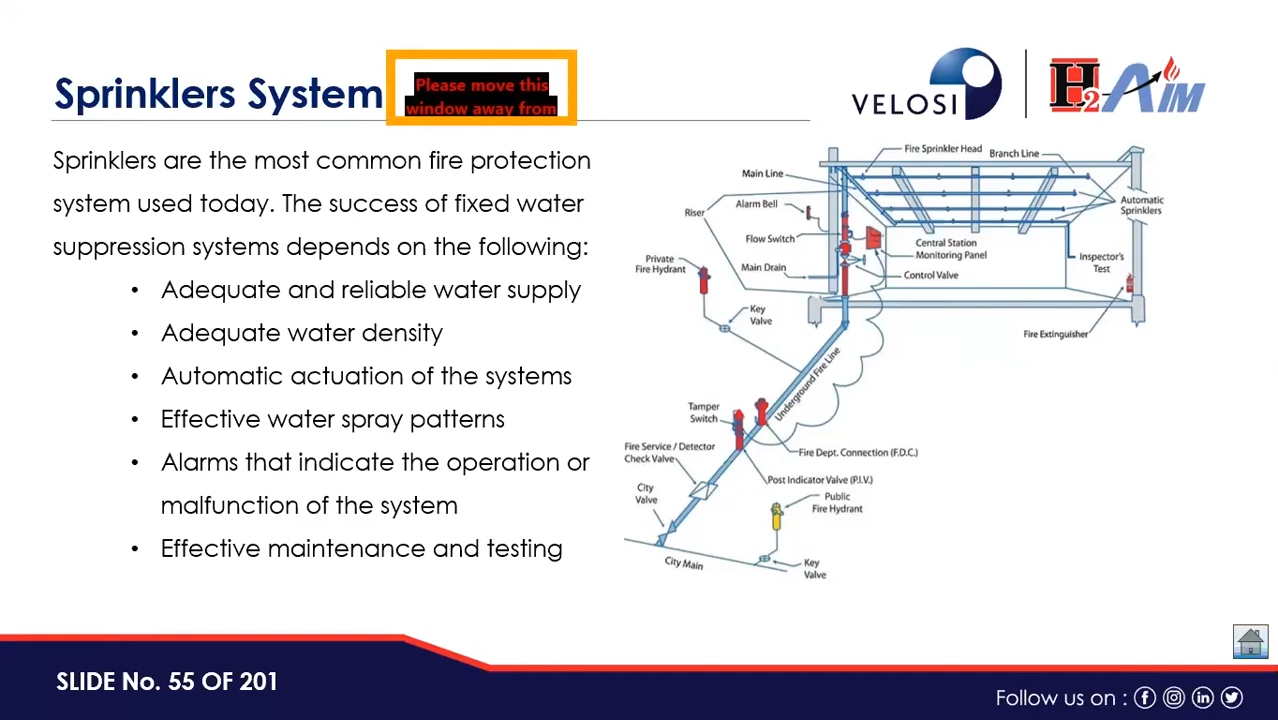 Sprinklers System
Please move this
window away from
VELOSI
H2AIM
Sprinklers are the most common fire protection
system used today. The success of fixed water
suppression systems depends on the following:
• Adequate and reliable water supply
• Adequate water density
• Automatic actuation of the systems
• Effective water spray patterns
• Alarms that indicate the operation or
malfunction of the system
• Effective maintenance and testing
Fire Sprinkler Head
Branch Line
Main Line
Automatic
Sprinklers
Riser
Alarm Bell
Flow Switch
Central Station
Monitoring Panel
Inspector's
Test
Private
Fire Hydrant
Main Drain
Control Valve
Key
Valve
Fire Extinguisher
Underground Fire Line
Tamper
Switch
Fire Service / Detector
Check Valve
Fire Dept. Connection (F.D.C.)
Post Indicator Valve (P.I.V.)
City
Valve
Public
Fire Hydrant
City Main
Key
Valve
SLIDE No. 55 OF 201
Follow us on :